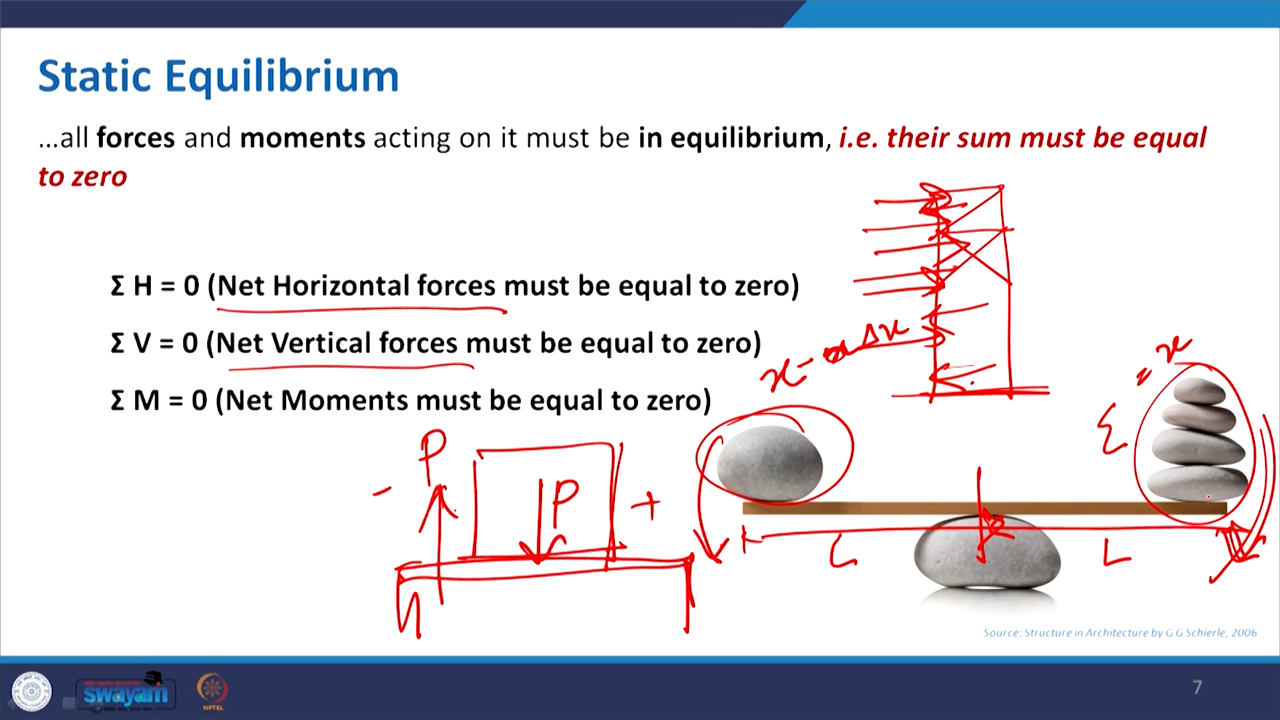 Static Equilibrium
...all forces and moments acting on it must be in equilibrium, i.e. their sum must be equal
to zero
Σ H = 0 (Net Horizontal forces must be equal to zero)
Σ V = 0 (Net Vertical forces must be equal to zero)
Σ M = 0 (Net Moments must be equal to zero)
Δx
= x
Σ
P
P
-
+
L
L
Source: Structure in Architecture by G G Schierle, 2006
swayam
NPTEL
7